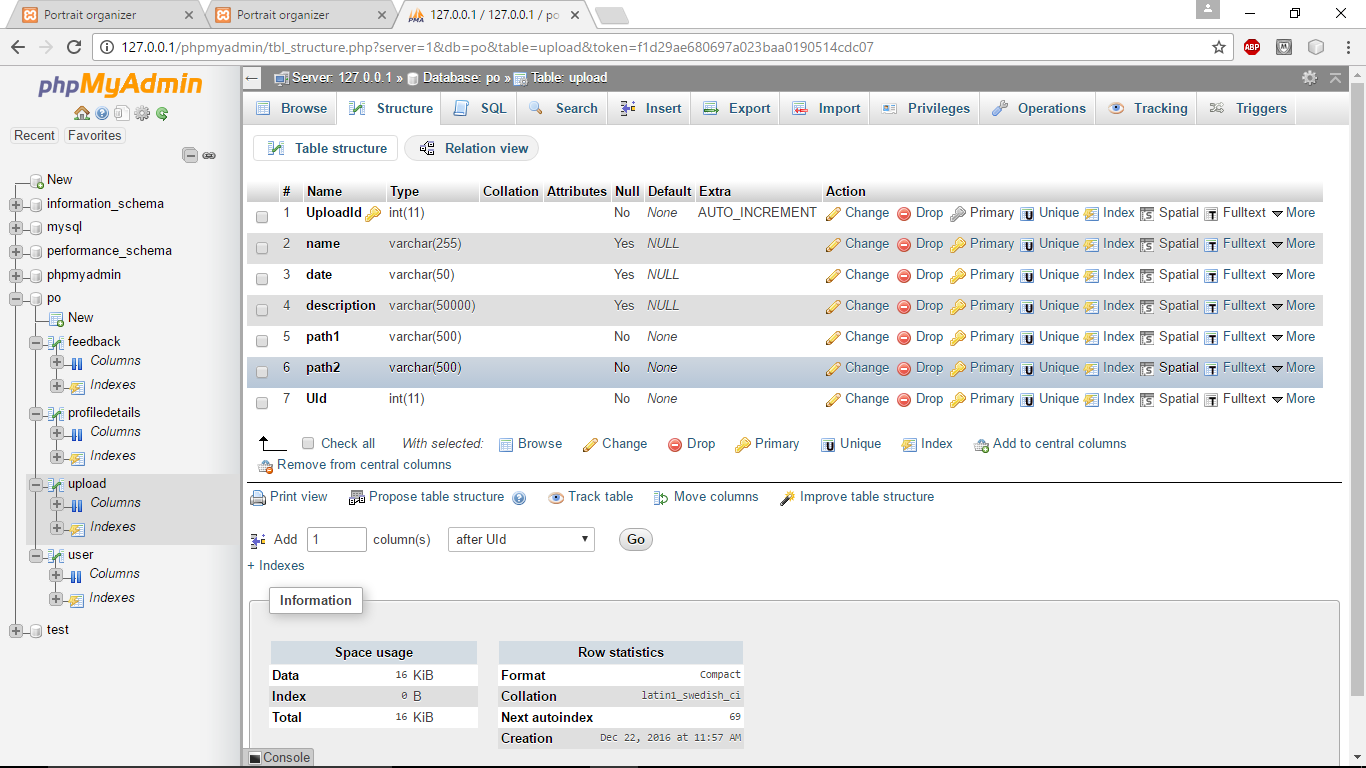 Portrait organizer
Portrait organizer
127.0.0.1 / 127.0.0.1 / po
127.0.0.1/phpmyadmin/tbl_structure.php?server=1&db=po&table=upload&token=f1d29ae680697a023baa0190514cdc07
ABP
phpMyAdmin
Recent Favorites
New
information_schema
mysql
performance_schema
phpmyadmin
po
New
feedback
Columns
Indexes
profiledetails
Columns
Indexes
upload
Columns
Indexes
user
Columns
Indexes
test
Server: 127.0.0.1 » Database: po » Table: upload
Browse Structure SQL Search Insert Export Import Privileges Operations Tracking Triggers
Table structure Relation view
# Name Type Collation Attributes Null Default Extra Action
1 UploadId int(11) No None AUTO_INCREMENT Change Drop Primary Unique Index Spatial Fulltext More
2 name varchar(255) Yes NULL Change Drop Primary Unique Index Spatial Fulltext More
3 date varchar(50) Yes NULL Change Drop Primary Unique Index Spatial Fulltext More
4 description varchar(50000) Yes NULL Change Drop Primary Unique Index Spatial Fulltext More
5 path1 varchar(500) No None Change Drop Primary Unique Index Spatial Fulltext More
6 path2 varchar(500) No None Change Drop Primary Unique Index Spatial Fulltext More
7 UId int(11) No None Change Drop Primary Unique Index Spatial Fulltext More
Check all With selected: Browse Change Drop Primary Unique Index Add to central columns
Remove from central columns
Print view Propose table structure Track table Move columns Improve table structure
Add 1 column(s) after UId Go
+ Indexes
Information
Space usage
Data 16 KiB
Index 0 B
Total 16 KiB
Row statistics
Format Compact
Collation latin1_swedish_ci
Next autoindex 69
Creation Dec 22, 2016 at 11:57 AM
Console